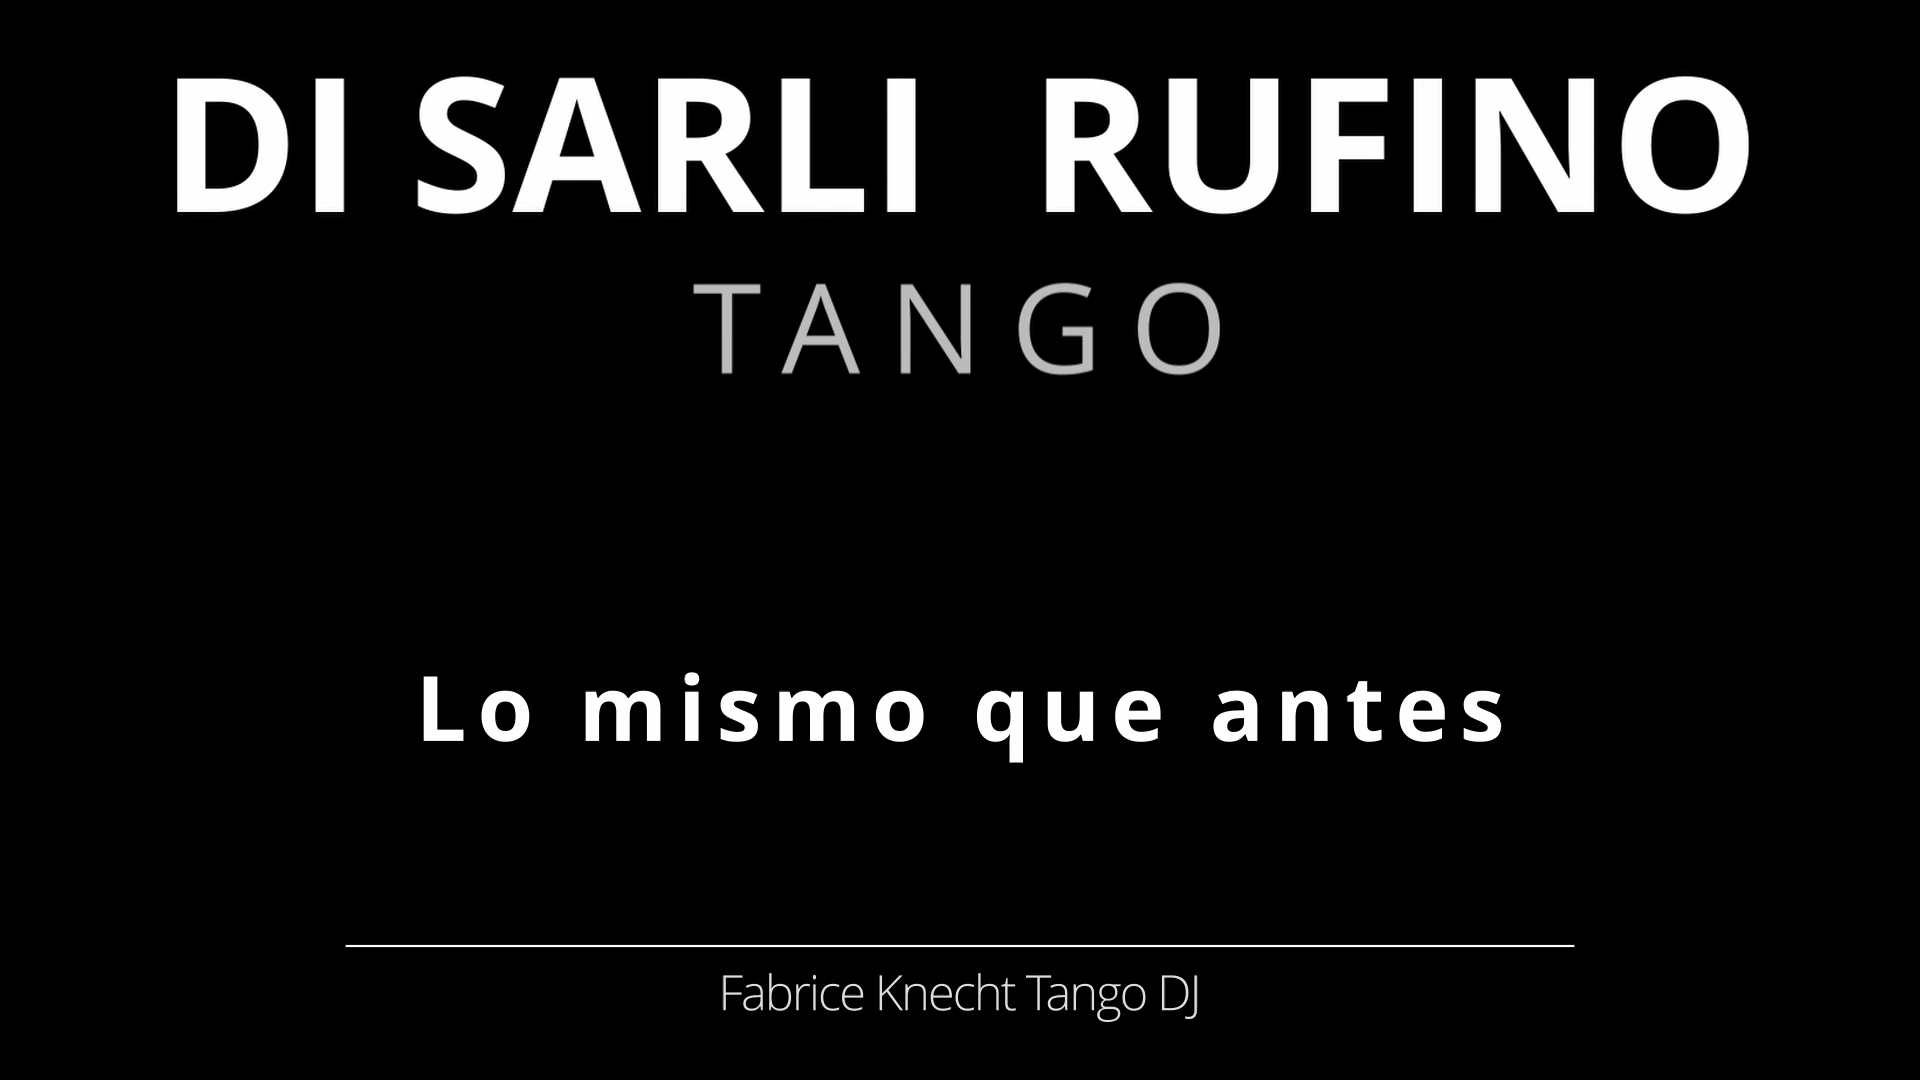 DI SARLI RUFINO
TANGO
Lo mismo que antes
Fabrice Knecht Tango DJ